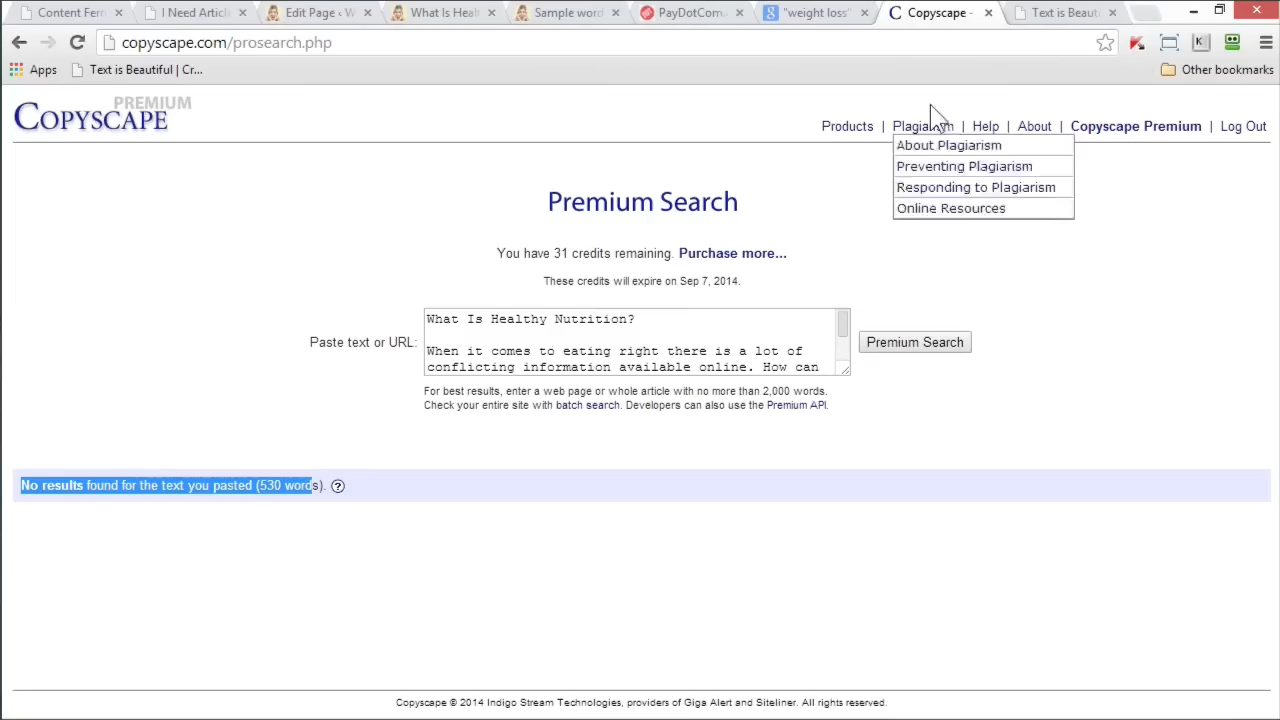 Content Fer
I Need Articl
Edit Page ‹ W
What Is Healt
Sample word
PayDotCom
"weight loss"
Copyscape -
Text is Beaut
copyscape.com/prosearch.php
Apps
Text is Beautiful | Cr...
Other bookmarks
PREMIUM
COPYSCAPE
Products | Plagiarism | Help | About | Copyscape Premium | Log Out
About Plagiarism
Preventing Plagiarism
Responding to Plagiarism
Online Resources
Premium Search
You have 31 credits remaining. Purchase more...
These credits will expire on Sep 7, 2014.
Paste text or URL:
What Is Healthy Nutrition?
When it comes to eating right there is a lot of
conflicting information available online. How can
Premium Search
For best results, enter a web page or whole article with no more than 2,000 words.
Check your entire site with batch search. Developers can also use the Premium API.
No results found for the text you pasted (530 words). ?
Copyscape © 2014 Indigo Stream Technologies, providers of Giga Alert and Siteliner. All rights reserved.